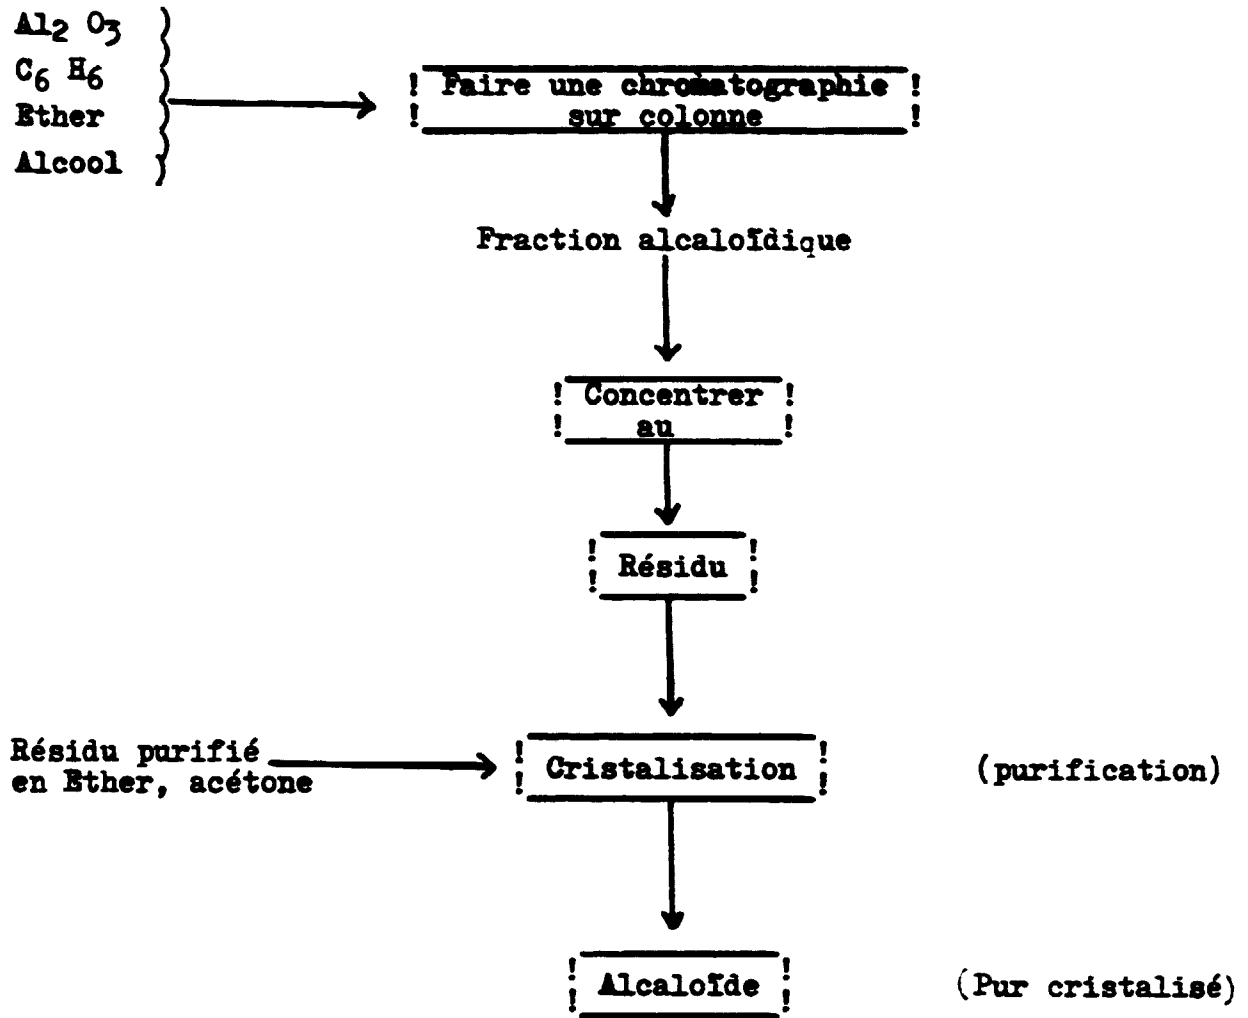 Al2 O3
C6 H6
Ether
Alcool
Faire une chromatographie
sur colonne
Fraction alcaloïdique
Concentrer
au
Résidu
Résidu purifié
en Ether, acétone
Cristalisation
(purification)
Alcaloïde
(Pur cristalisé)